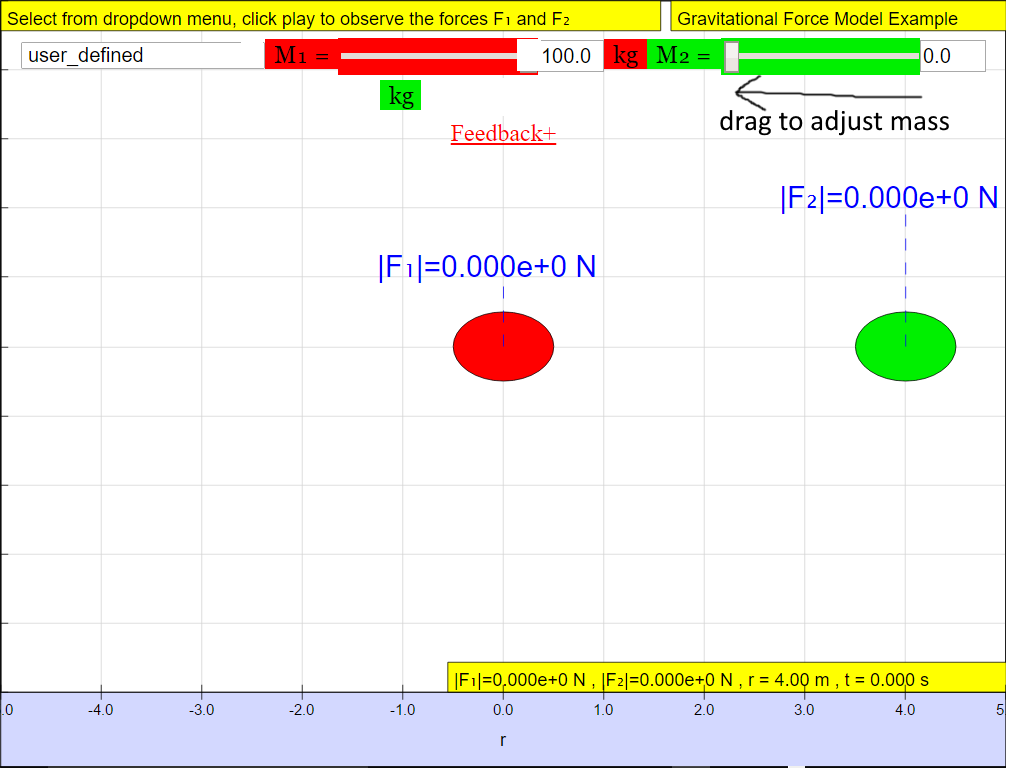 Select from dropdown menu, click play to observe the forces F₁ and F₂
Gravitational Force Model Example
user_defined
M₁ =
100.0
kg
M₂ =
0.0
kg
drag to adjust mass
Feedback+
|F₂|=0.000e+0 N
|F₁|=0.000e+0 N
|F₁|=0.000e+0 N , |F₂|=0.000e+0 N , r = 4.00 m , t = 0.000 s
.0 -4.0 -3.0 -2.0 -1.0 0.0 1.0 2.0 3.0 4.0 5.
r